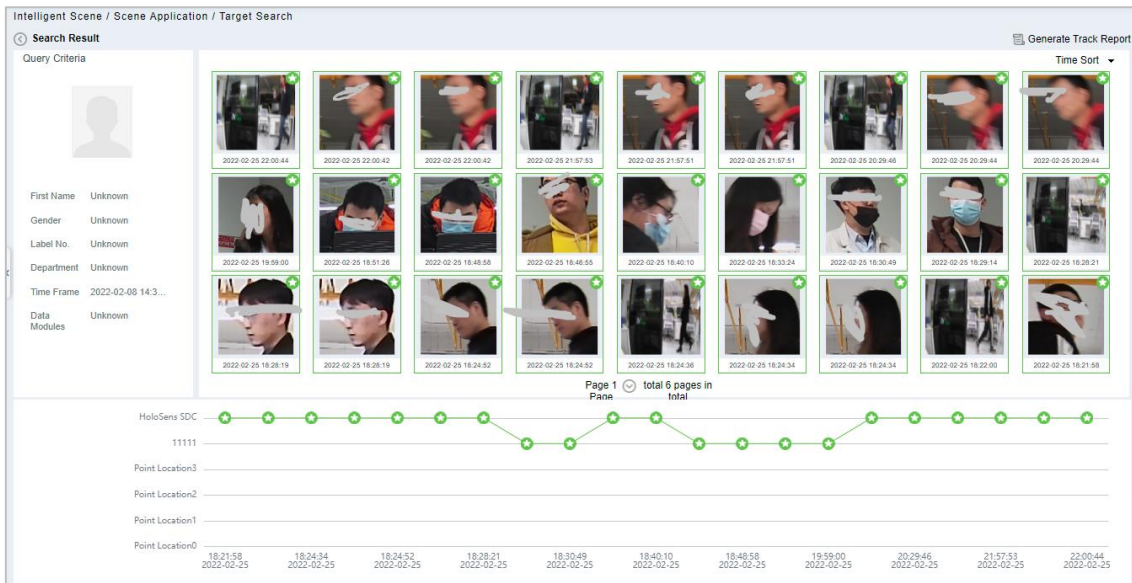 Intelligent Scene / Scene Application / Target Search
Search Result
Generate Track Report
Query Criteria
Time Sort
2022-02-25 22:00:44 2022-02-25 22:00:42 2022-02-25 22:00:42 2022-02-25 21:57:53 2022-02-25 21:57:51 2022-02-25 21:57:51 2022-02-25 20:29:46 2022-02-25 20:29:44 2022-02-25 20:29:44
First Name Unknown
Gender Unknown
Label No. Unknown
Department Unknown
Time Frame 2022-02-08 14:3...
Data Modules Unknown
2022-02-25 19:59:00 2022-02-25 18:51:26 2022-02-25 18:48:58 2022-02-25 18:46:55 2022-02-25 18:40:10 2022-02-25 18:33:24 2022-02-25 18:30:49 2022-02-25 18:29:14 2022-02-25 18:28:21
2022-02-25 18:28:19 2022-02-25 18:28:19 2022-02-25 18:24:52 2022-02-25 18:24:52 2022-02-25 18:24:36 2022-02-25 18:24:34 2022-02-25 18:24:34 2022-02-25 18:22:00 2022-02-25 18:21:58
Page 1 total 6 pages in
Page total
HoloSens SDC
11111
Point Location3
Point Location2
Point Location1
Point Location0
18:21:58 18:24:34 18:24:52 18:28:21 18:30:49 18:40:10 18:48:58 19:59:00 20:29:46 21:57:53 22:00:44
2022-02-25 2022-02-25 2022-02-25 2022-02-25 2022-02-25 2022-02-25 2022-02-25 2022-02-25 2022-02-25 2022-02-25 2022-02-25